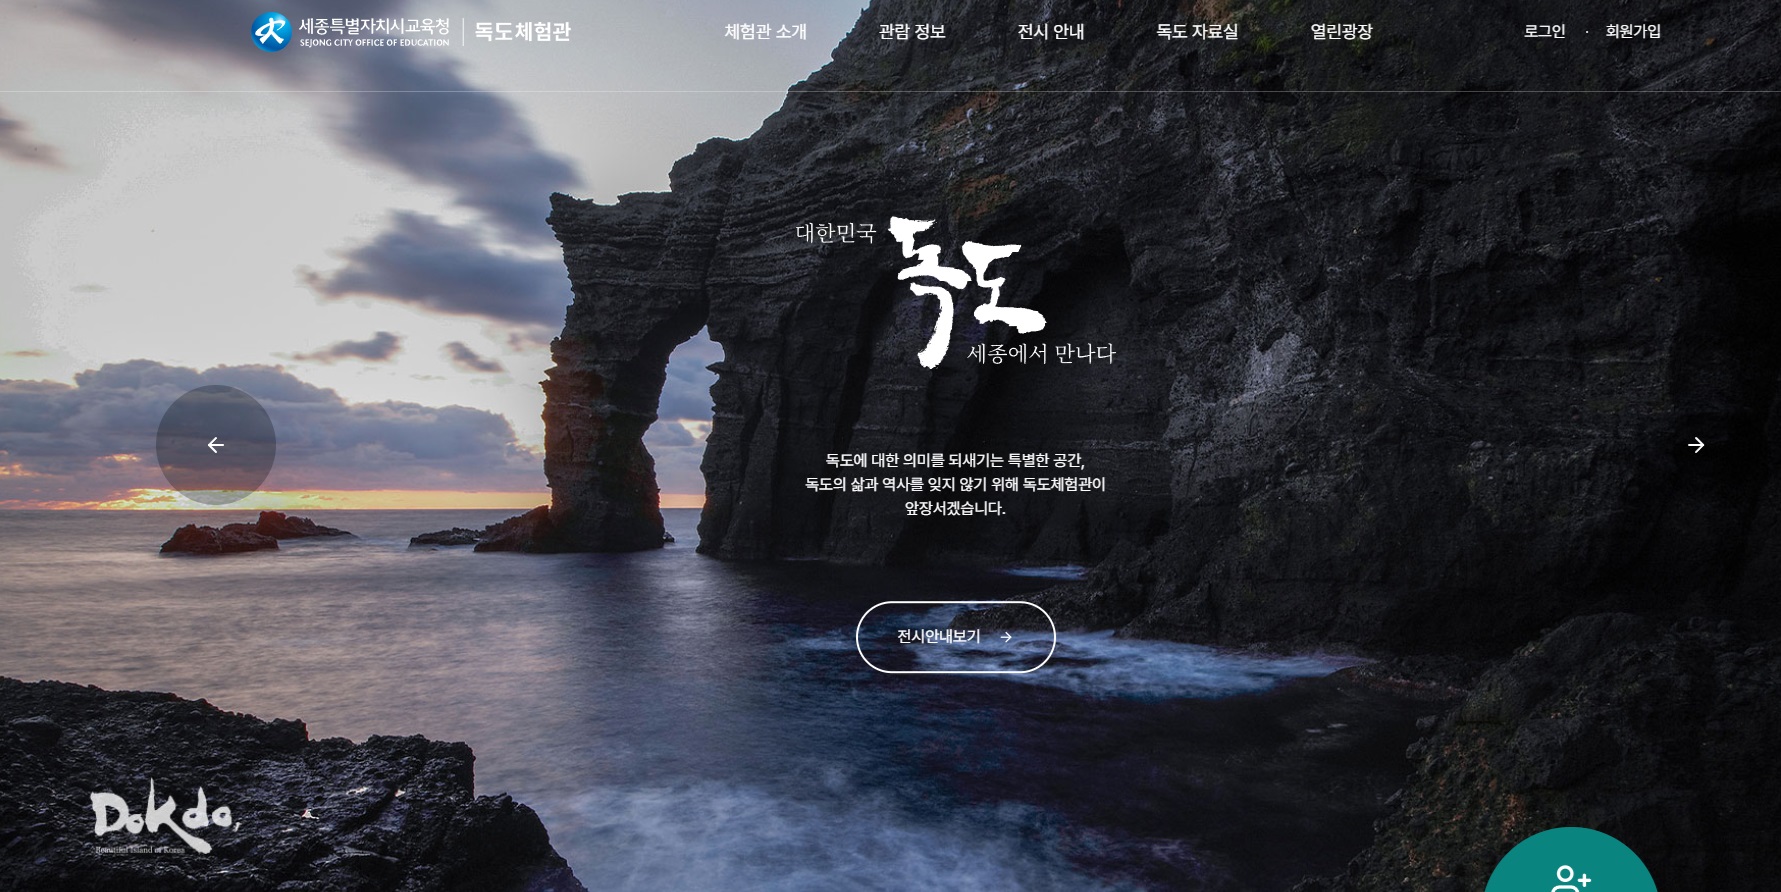 세종특별자치시교육청
SEJONG CITY OFFICE OF EDUCATION
독도체험관
체험관 소개
관람 정보
전시 안내
독도 자료실
열린광장
로그인 · 회원가입
대한민국
독도
세종에서 만나다
독도에 대한 의미를 되새기는 특별한 공간,
독도의 삶과 역사를 잊지 않기 위해 독도체험관이
앞장서겠습니다.
전시안내보기
Dokdo,
Beautiful Island of Korea